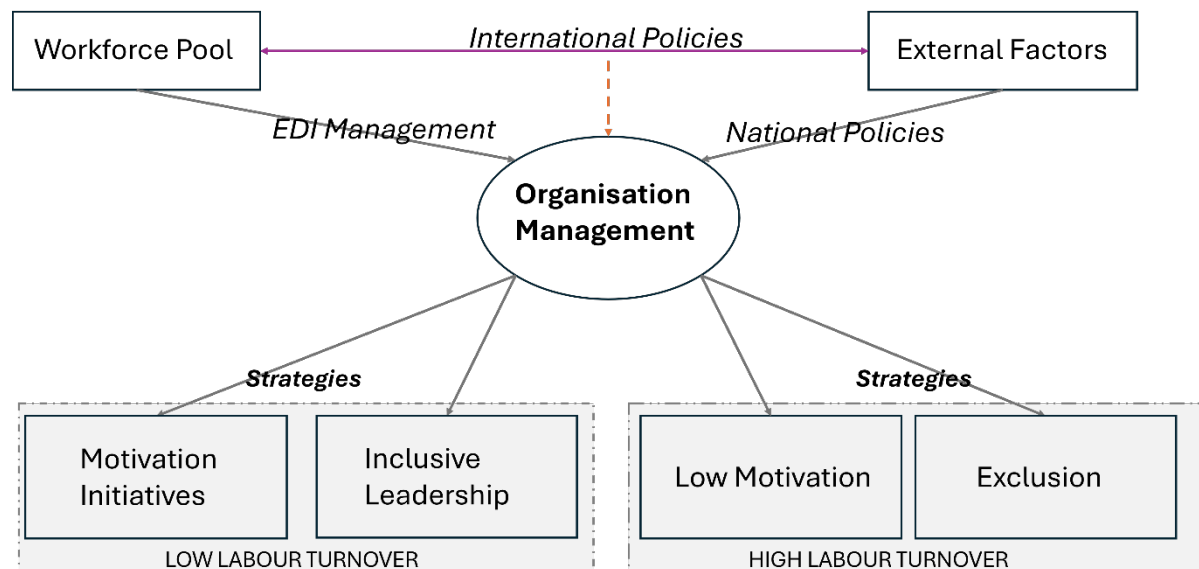 Workforce Pool
International Policies
External Factors
EDI Management
National Policies
Organisation
Management
Strategies
Strategies
Motivation
Initiatives
Inclusive
Leadership
Low Motivation
Exclusion
LOW LABOUR TURNOVER
HIGH LABOUR TURNOVER